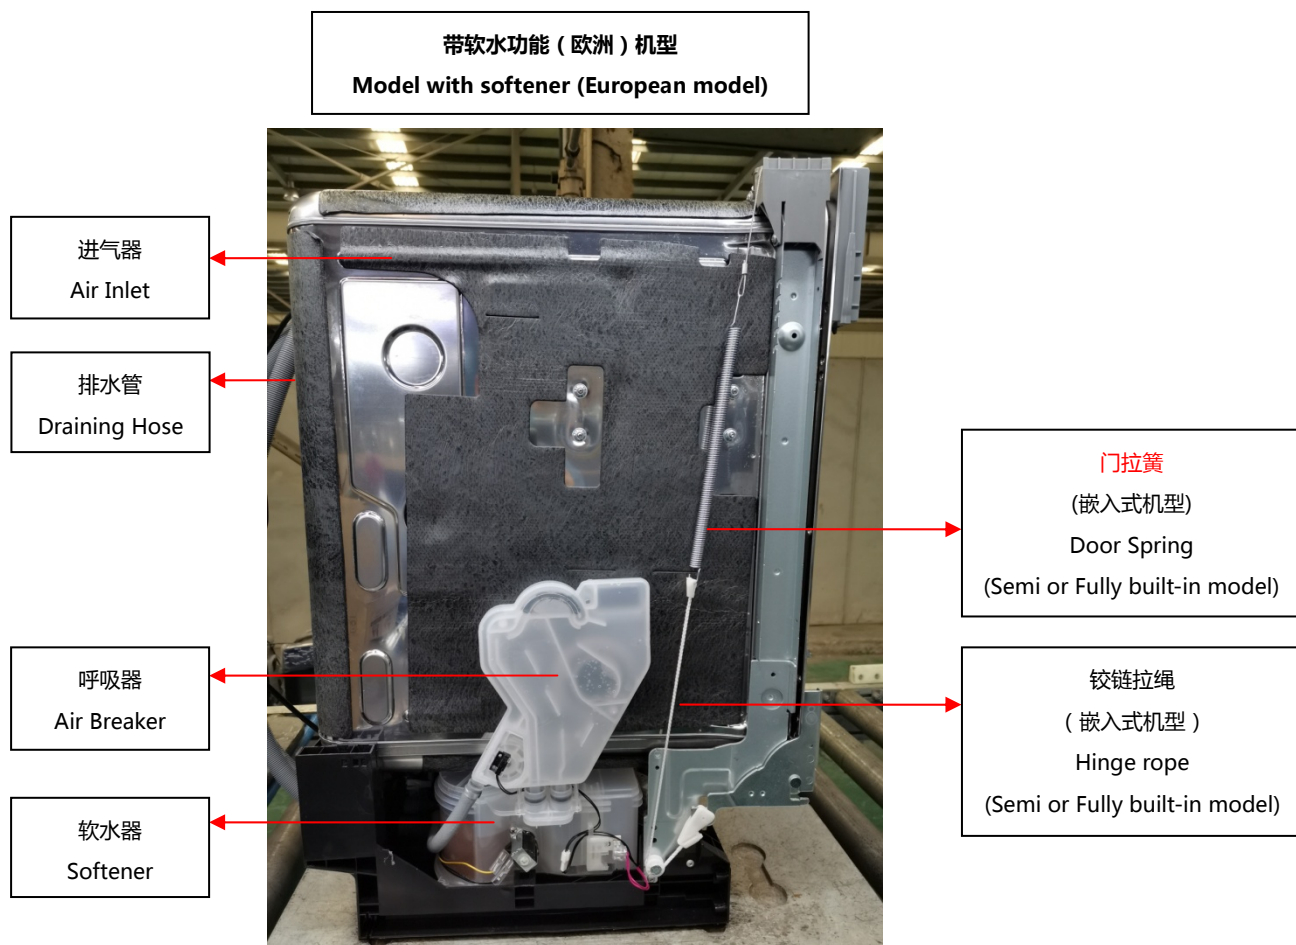 带软水功能（欧洲）机型
Model with softener (European model)
进气器
Air Inlet
排水管
Draining Hose
呼吸器
Air Breaker
软水器
Softener
门拉簧
(嵌入式机型)
Door Spring
(Semi or Fully built-in model)
铰链拉绳
（嵌入式机型）
Hinge rope
(Semi or Fully built-in model)